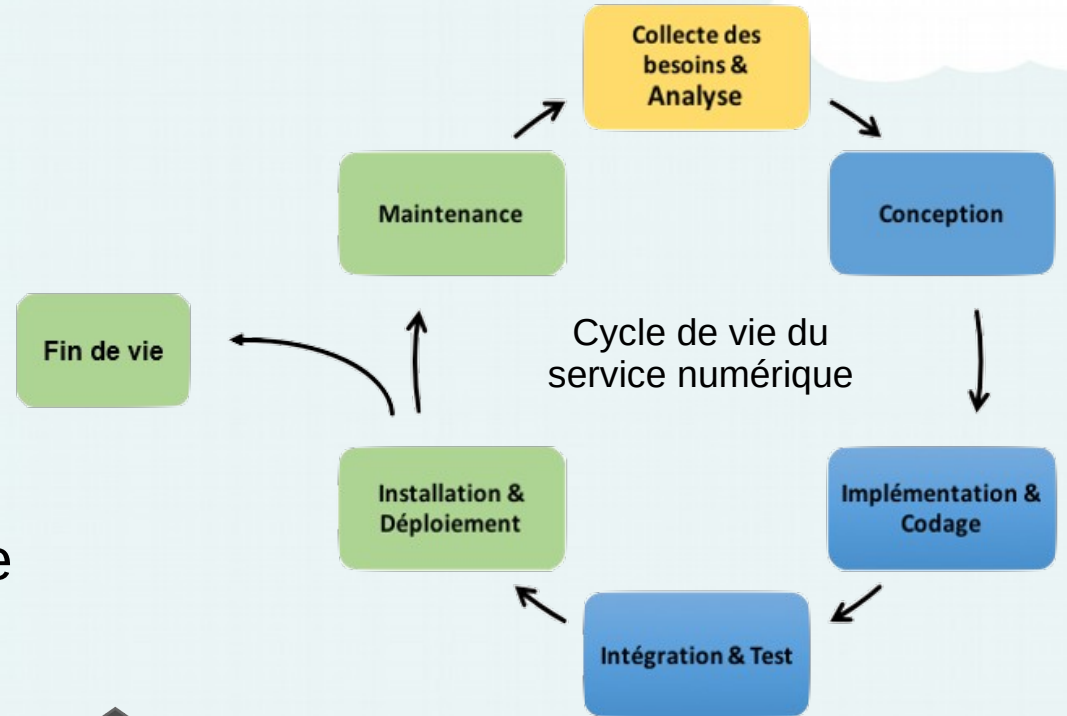 Collecte des
besoins &
Analyse
Maintenance
Conception
Fin de vie
Cycle de vie du
service numérique
Installation &
Déploiement
Implémentation &
Codage
e
Intégration & Test